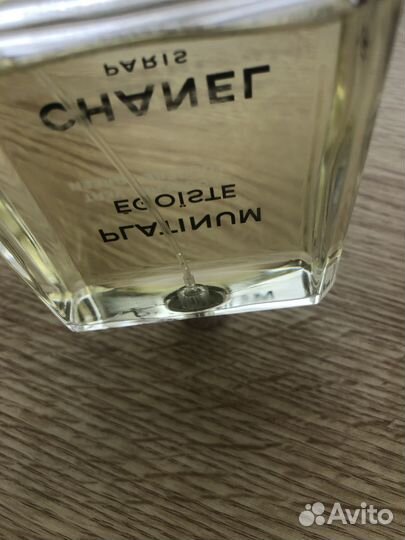 PLATINUM
ÉGOÏSTE
CHANEL
PARIS
Avito